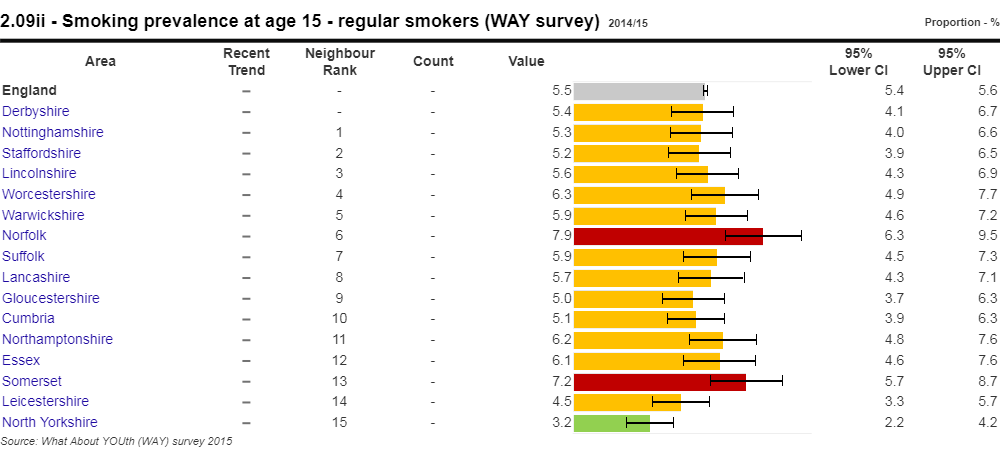 2.09ii - Smoking prevalence at age 15 - regular smokers (WAY survey) 2014/15 Proportion - %
Area Recent Trend Neighbour Rank Count Value 95% Lower CI 95% Upper CI
England – - - 5.5 5.4 5.6
Derbyshire – - - 5.4 4.1 6.7
Nottinghamshire – 1 - 5.3 4.0 6.6
Staffordshire – 2 - 5.2 3.9 6.5
Lincolnshire – 3 - 5.6 4.3 6.9
Worcestershire – 4 - 6.3 4.9 7.7
Warwickshire – 5 - 5.9 4.6 7.2
Norfolk – 6 - 7.9 6.3 9.5
Suffolk – 7 - 5.9 4.5 7.3
Lancashire – 8 - 5.7 4.3 7.1
Gloucestershire – 9 - 5.0 3.7 6.3
Cumbria – 10 - 5.1 3.9 6.3
Northamptonshire – 11 - 6.2 4.8 7.6
Essex – 12 - 6.1 4.6 7.6
Somerset – 13 - 7.2 5.7 8.7
Leicestershire – 14 - 4.5 3.3 5.7
North Yorkshire – 15 - 3.2 2.2 4.2
Source: What About YOUth (WAY) survey 2015